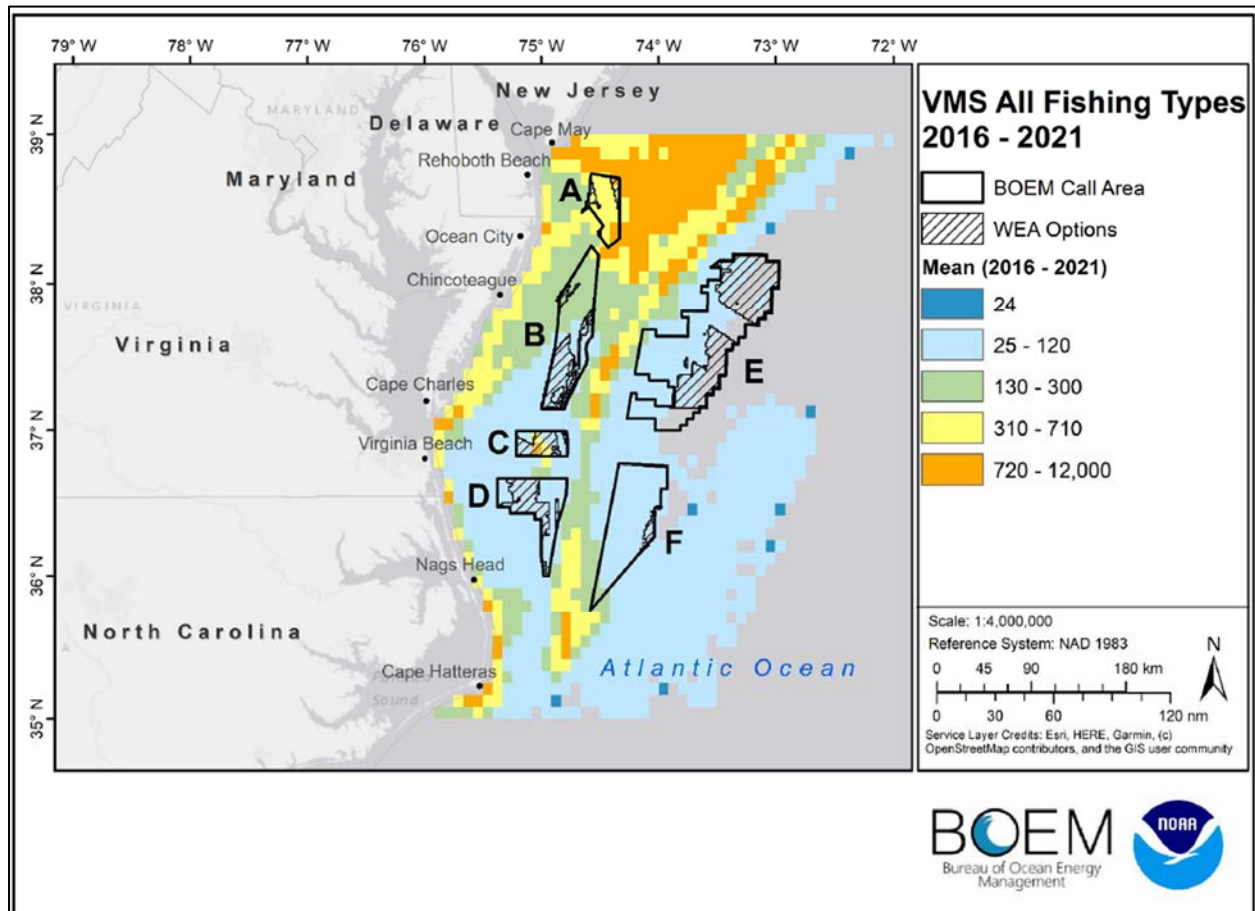 79° W
78° W
77° W
76° W
75° W
74° W
73° W
72° W
39° N
38° N
37° N
36° N
35° N
New Jersey
MARYLAND
Delaware
Cape May
Rehoboth Beach
Maryland
A
Ocean City
Chincoteague
VIRGINIA
B
Virginia
E
Cape Charles
C
Virginia Beach
D
F
Nags Head
North Carolina
Atlantic Ocean
Cape Hatteras
Sound
VMS All Fishing Types
2016 - 2021
BOEM Call Area
WEA Options
Mean (2016 - 2021)
24
25 - 120
130 - 300
310 - 710
720 - 12,000
Scale: 1:4,000,000
Reference System: NAD 1983
N
0 45 90 180 km
0 30 60 120 nm
Service Layer Credits: Esri, HERE, Garmin, (c)
OpenStreetMap contributors, and the GIS user community
BOEM
Bureau of Ocean Energy
Management
NOAA